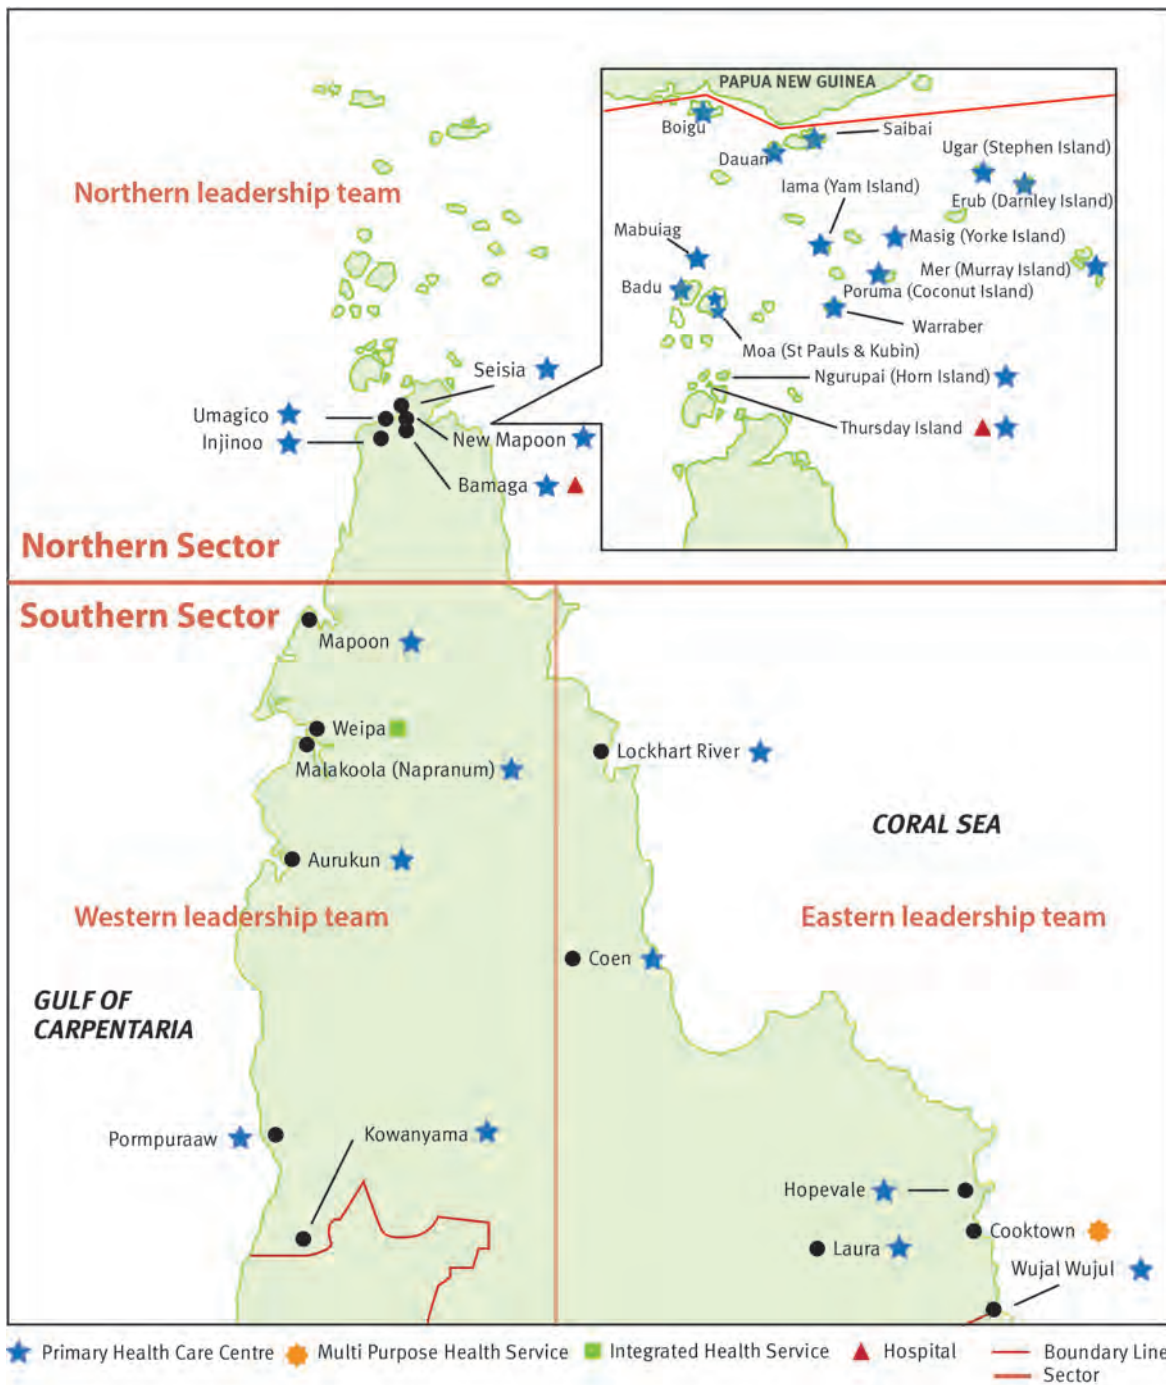 PAPUA NEW GUINEA
Boigu
Saibai
Dauan
Ugar (Stephen Island)
Northern leadership team
Iama (Yam Island)
Erub (Darnley Island)
Mabuiag
Masig (Yorke Island)
Mer (Murray Island)
Badu
Poruma (Coconut Island)
Warraber
Moa (St Pauls & Kubin)
Seisia
Ngurupai (Horn Island)
Umagico
Thursday Island
Injinoo
New Mapoon
Bamaga
Northern Sector
Southern Sector
Mapoon
Weipa
Lockhart River
Malakoola (Napranum)
CORAL SEA
Aurukun
Western leadership team
Eastern leadership team
Coen
GULF OF
CARPENTARIA
Pormpuraaw
Kowanyama
Hopevale
Cooktown
Laura
Wujal Wujul
Primary Health Care Centre
Multi Purpose Health Service
Integrated Health Service
Hospital
Boundary Line
Sector